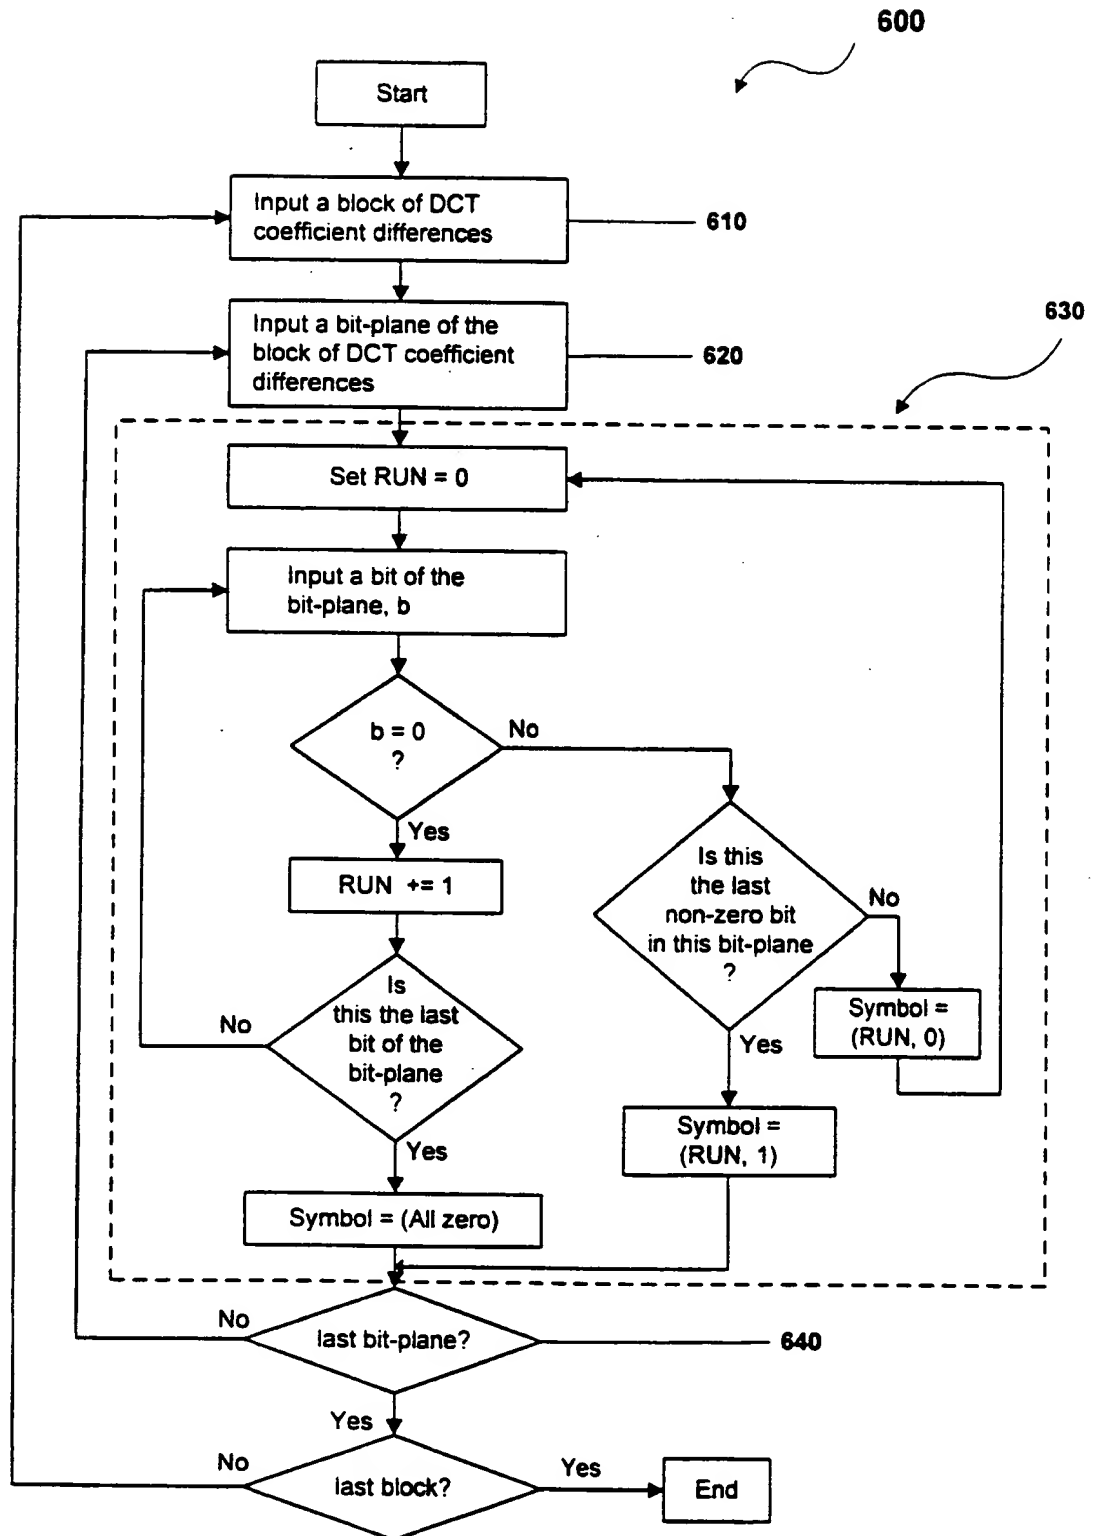 600
Start
Input a block of DCT
coefficient differences
610
Input a bit-plane of the
block of DCT coefficient
differences
620
630
Set RUN = 0
Input a bit of the
bit-plane, b
b = 0
?
No
Yes
RUN += 1
Is this
the last
non-zero bit
in this bit-plane
?
No
Symbol =
(RUN, 0)
Yes
Symbol =
(RUN, 1)
Is
this the last
bit of the
bit-plane
?
No
Yes
Symbol = (All zero)
last bit-plane?
No
640
Yes
last block?
No
Yes
End